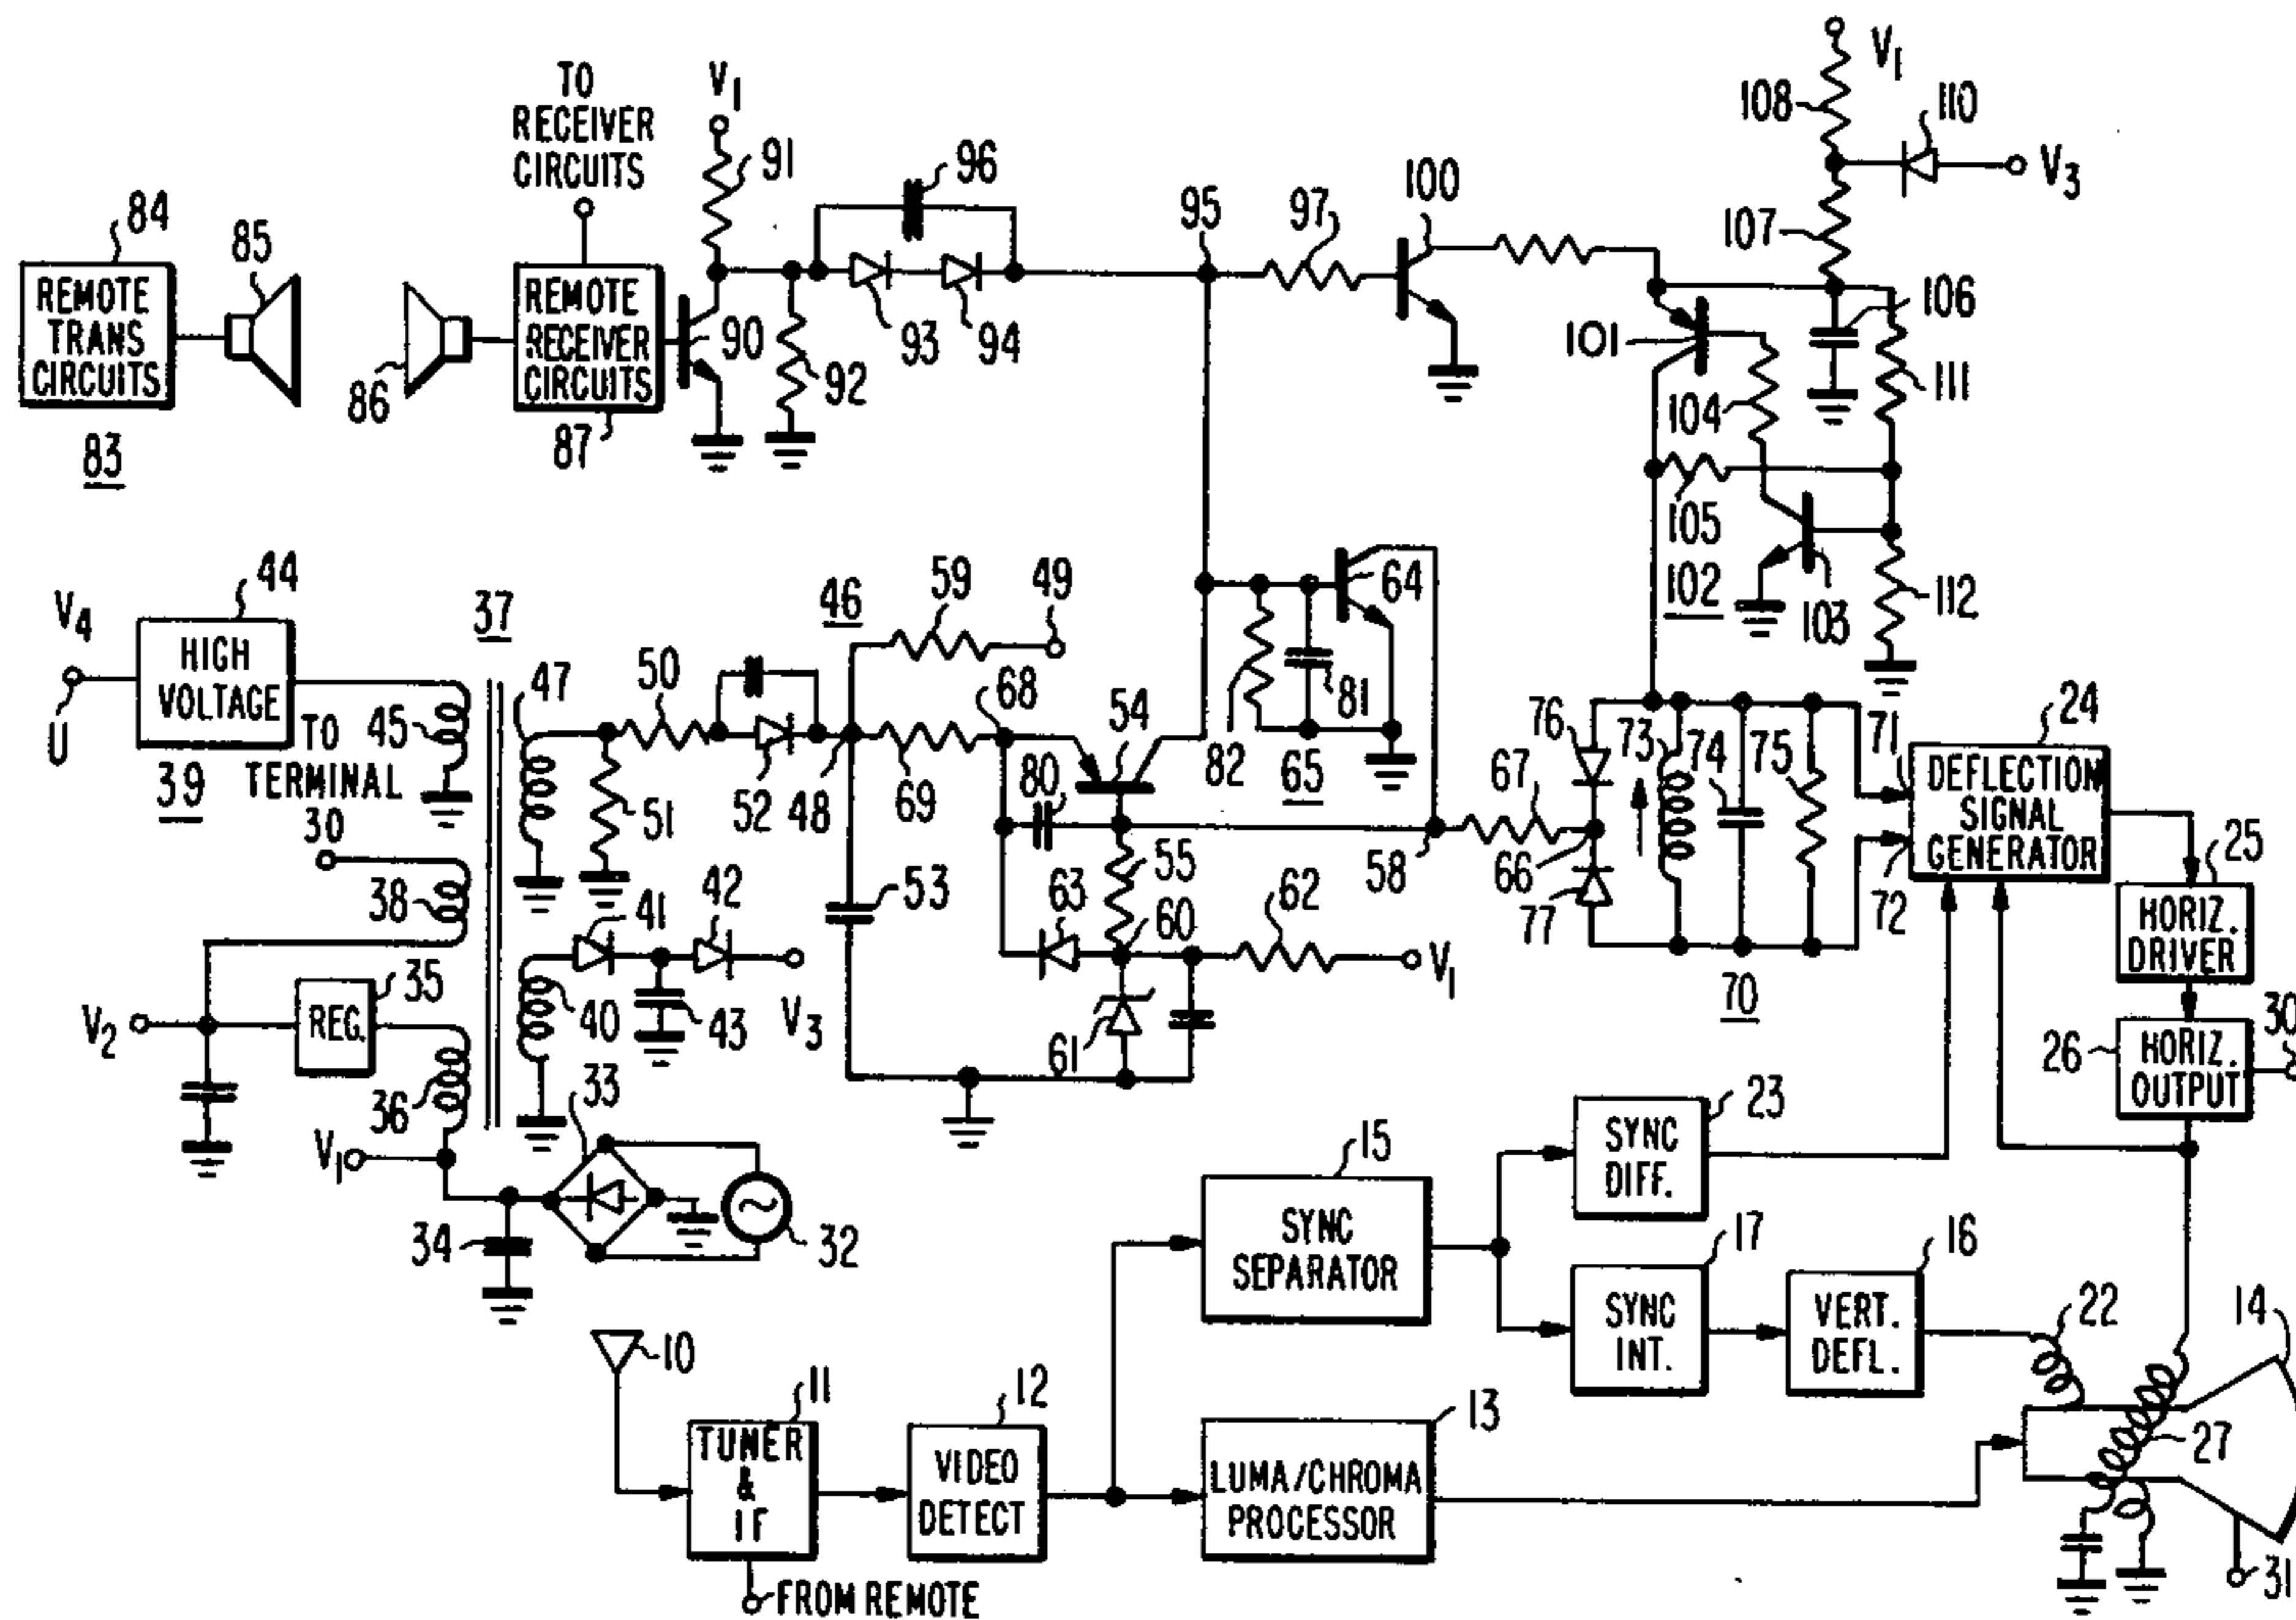 V1
108
110
V3
107
106
111
TO
RECEIVER
CIRCUITS
V1
91
96
95
97
100
101
104
105
102
103
112
84
REMOTE
TRANS
CIRCUITS
83
85
86
REMOTE
RECEIVER
CIRCUITS
87
90
92
93
94
V4
U
44
HIGH
VOLTAGE
39
37
45
TO
TERMINAL
30
38
47
50
51
52
48
46
59
49
68
69
54
80
53
63
55
60
61
62
V1
58
64
82
81
65
67
66
76
77
73
74
75
70
71
72
24
DEFLECTION
SIGNAL
GENERATOR
25
HORIZ.
DRIVER
26
HORIZ.
OUTPUT
30
V2
35
REG.
36
40
41
42
43
V3
V1
33
34
32
15
SYNC
SEPARATOR
23
SYNC
DIFF.
17
SYNC
INT.
16
VERT.
DEFL.
22
14
27
31
10
11
TUNER
&
IF
FROM REMOTE
12
VIDEO
DETECT
13
LUMA/CHROMA
PROCESSOR